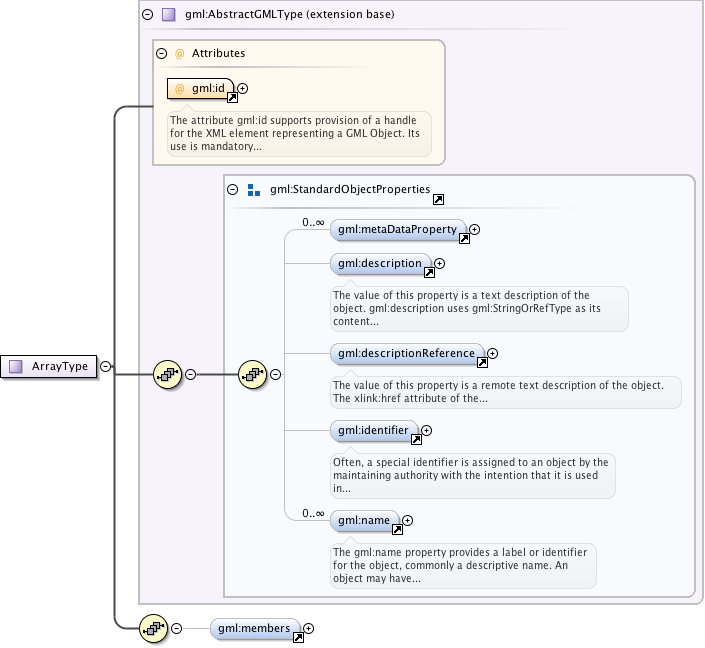 gml:AbstractGMLType (extension base)
@ Attributes
@ gml:id
The attribute gml:id supports provision of a handle
for the XML element representing a GML Object. Its
use is mandatory...
gml:StandardObjectProperties
0..∞
gml:metaDataProperty
gml:description
The value of this property is a text description of the
object. gml:description uses gml:StringOrRefType as its
content...
gml:descriptionReference
The value of this property is a remote text description of the object.
The xlink:href attribute of the...
ArrayType
gml:identifier
Often, a special identifier is assigned to an object by the
maintaining authority with the intention that it is used
in...
0..∞
gml:name
The gml:name property provides a label or identifier
for the object, commonly a descriptive name. An
object may have...
gml:members